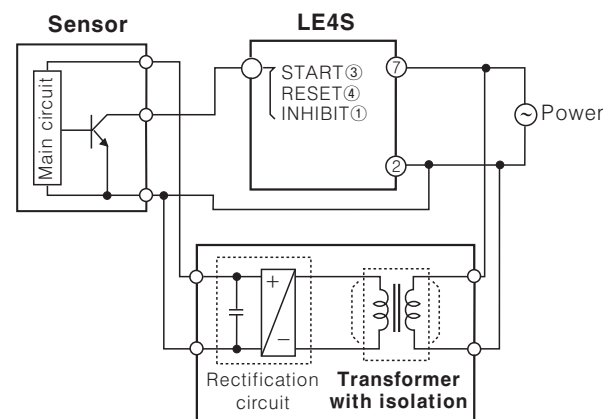 Sensor
LE4S
Main circuit
START③
RESET④
INHIBIT①
⑦
②
~
Power
+
−
Rectification
circuit
Transformer
with isolation